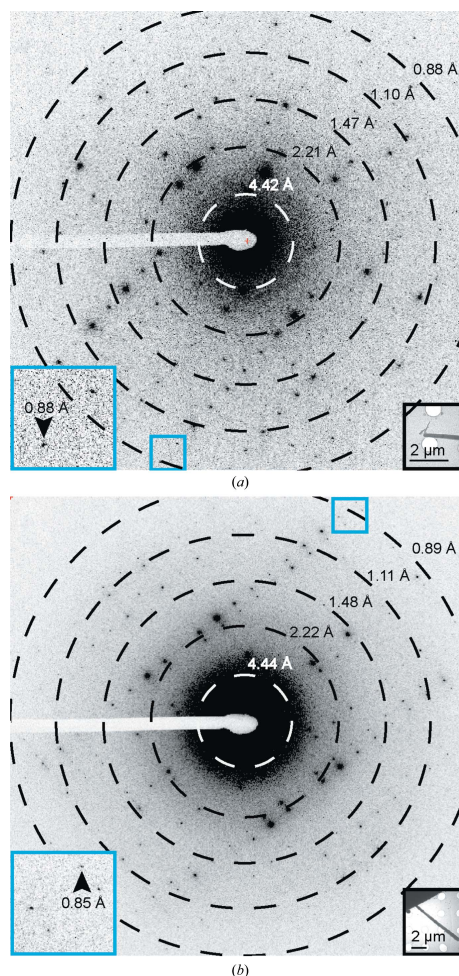 0.88 Å
1.10 Å
1.47 Å
2.21 Å
4.42 Å
0.88 Å
2 µm
(a)
0.89 Å
1.11 Å
1.48 Å
2.22 Å
4.44 Å
0.85 Å
2 µm
(b)